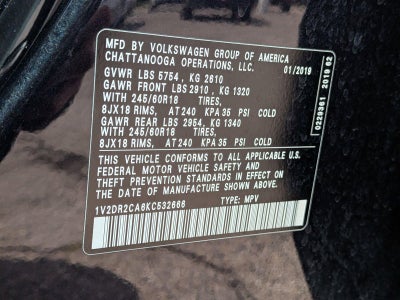 MFD BY VOLKSWAGEN GROUP OF AMERICA
CHATTANOOGA OPERATIONS, LLC. 01/2019
GVWR LBS 5754 , KG 2610
GAWR FRONT LBS 2910 , KG 1320
WITH 245/60R18 TIRES,
8JX18 RIMS, AT 240 KPA 35 PSI COLD
GAWR REAR LBS 2954, KG 1340
WITH 245/60R18 TIRES,
8JX18 RIMS, AT 240 KPA 35 PSI COLD
THIS VEHICLE CONFORMS TO ALL APPLICABLE U.S.
FEDERAL MOTOR VEHICLE SAFETY AND
THEFT PREVENTION STANDARDS IN EFFECT ON THE
DATE OF MANUFACTURE SHOWN ABOVE.
1V2DR2CA6KC532666 TYPE: MPV
0229361 2019 02